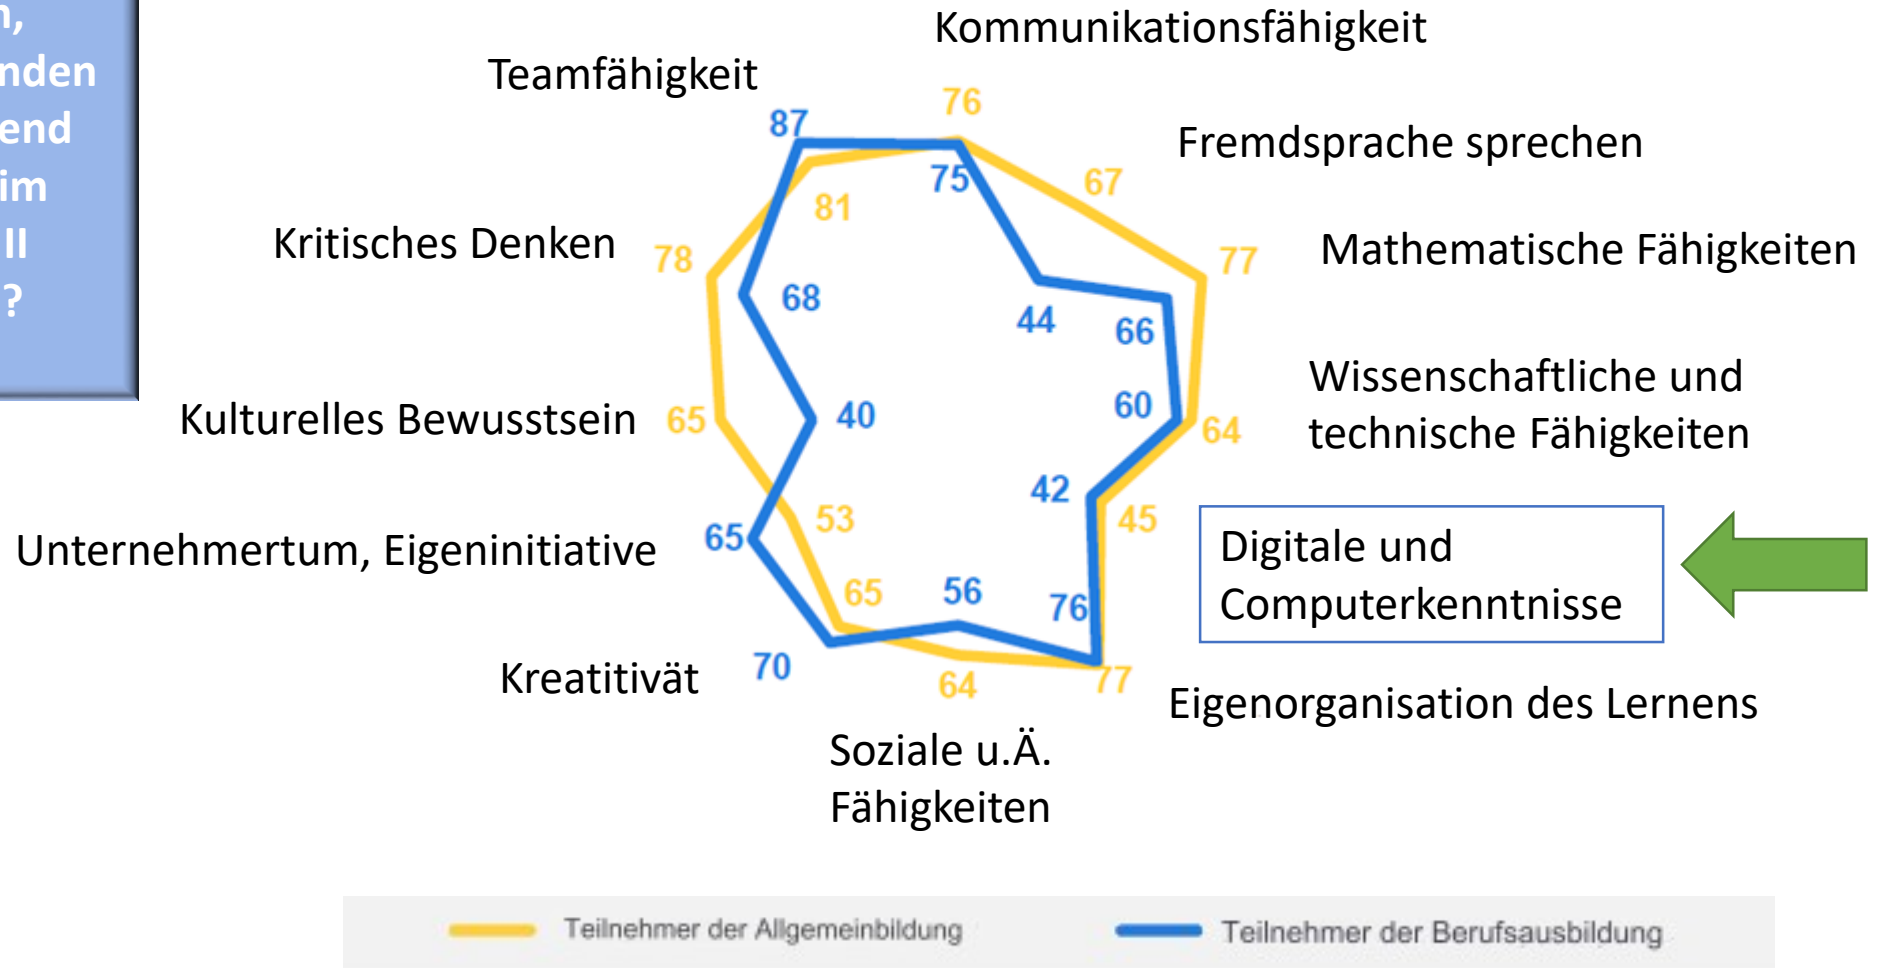 n,
nden
end
im
II
?
Kommunikationsfähigkeit
Teamfähigkeit
76
87
Fremdsprache sprechen
75
67
81
Kritisches Denken
78
77
Mathematische Fähigkeiten
68
44
66
Wissenschaftliche und
technische Fähigkeiten
60
64
Kulturelles Bewusstsein
65
40
42
45
Digitale und
Computerkenntnisse
Unternehmertum, Eigeninitiative
65
53
65
56
76
Kreatitivät
70
64
77
Eigenorganisation des Lernens
Soziale u.Ä.
Fähigkeiten
Teilnehmer der Allgemeinbildung
Teilnehmer der Berufsausbildung